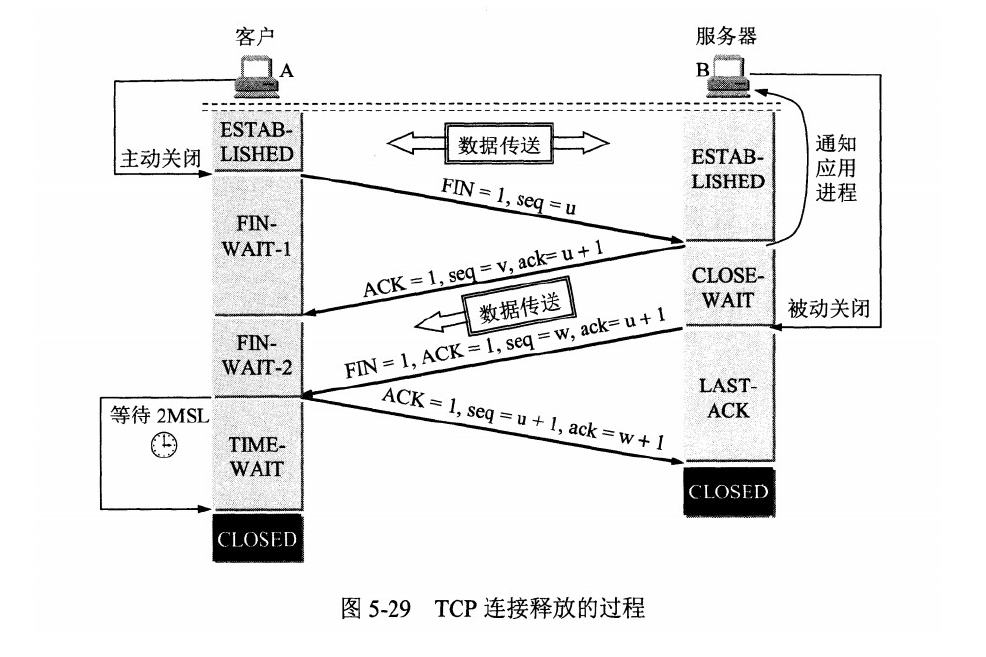 客户
服务器
A
B
ESTAB-
LISHED
数据传送
ESTAB-
LISHED
通知
应用
进程
主动关闭
FIN = 1, seq = u
FIN-
WAIT-1
ACK = 1, seq = v, ack= u + 1
CLOSE-
WAIT
数据传送
被动关闭
FIN-
WAIT-2
FIN = 1, ACK = 1, seq = w, ack= u + 1
LAST-
ACK
ACK = 1, seq = u + 1, ack = w + 1
等待 2MSL
TIME-
WAIT
CLOSED
CLOSED
图 5-29 TCP 连接释放的过程